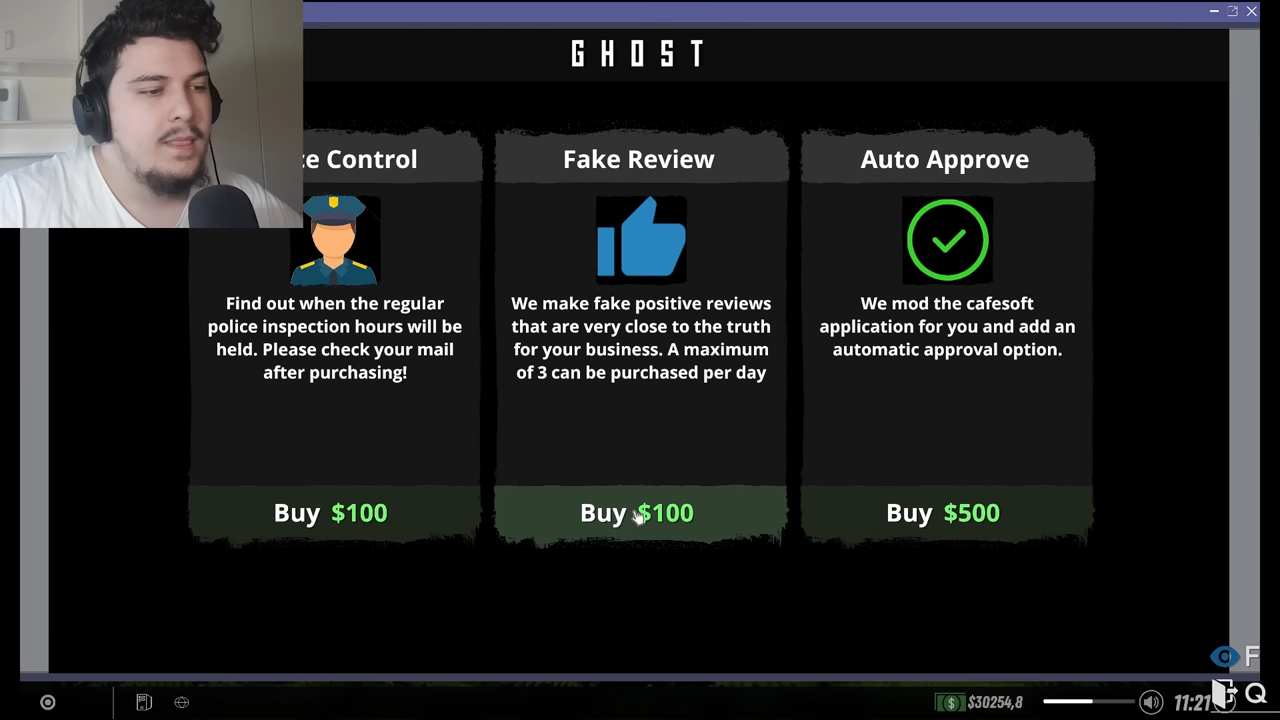 GHOST
ce Control
Find out when the regular
police inspection hours will be
held. Please check your mail
after purchasing!
Buy $100
Fake Review
We make fake positive reviews
that are very close to the truth
for your business. A maximum
of 3 can be purchased per day
Buy $100
Auto Approve
We mod the cafesoft
application for you and add an
automatic approval option.
Buy $500
F
$30254,8
11:21
Q